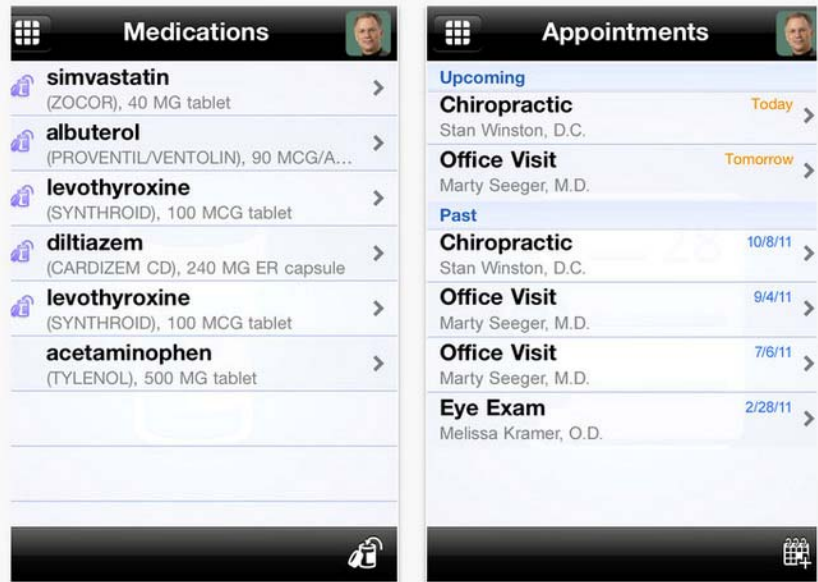 Medications
simvastatin
(ZOCOR), 40 MG tablet
albuterol
(PROVENTIL/VENTOLIN), 90 MCG/A...
levothyroxine
(SYNTHROID), 100 MCG tablet
diltiazem
(CARDIZEM CD), 240 MG ER capsule
levothyroxine
(SYNTHROID), 100 MCG tablet
acetaminophen
(TYLENOL), 500 MG tablet
Appointments
Upcoming
Chiropractic Today
Stan Winston, D.C.
Office Visit Tomorrow
Marty Seeger, M.D.
Past
Chiropractic 10/8/11
Stan Winston, D.C.
Office Visit 9/4/11
Marty Seeger, M.D.
Office Visit 7/6/11
Marty Seeger, M.D.
Eye Exam 2/28/11
Melissa Kramer, O.D.
28